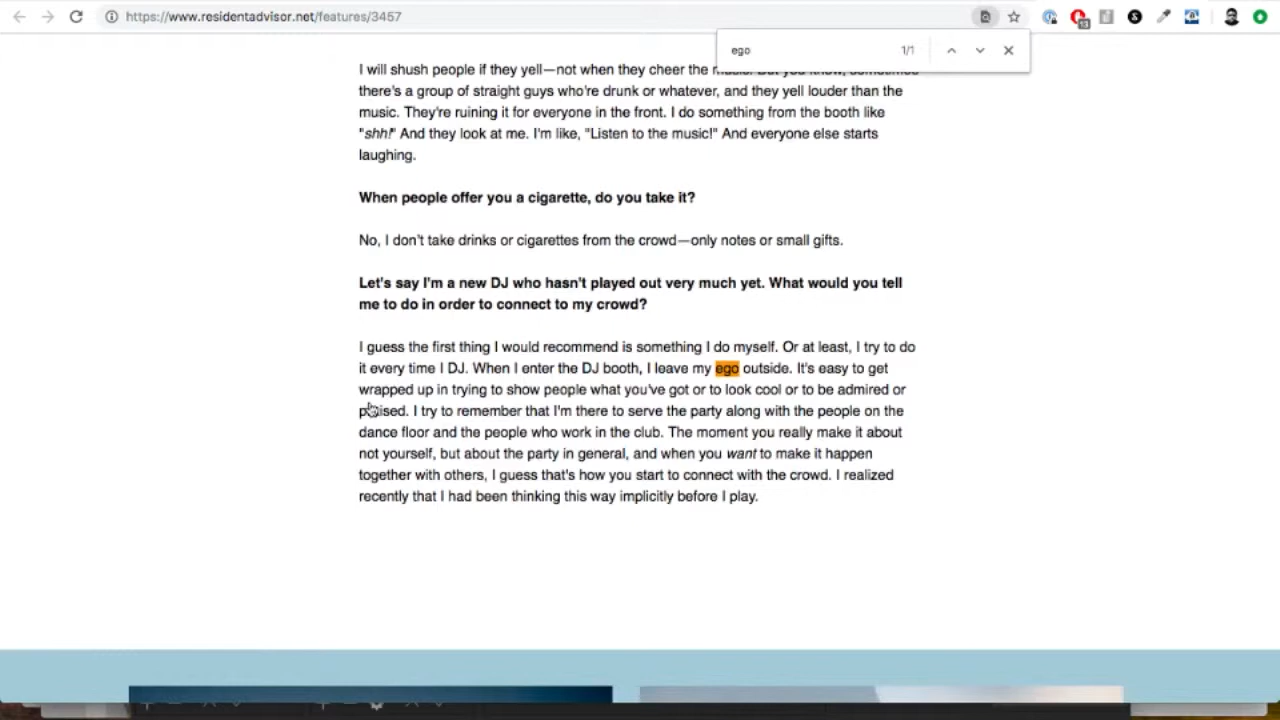 https://www.residentadvisor.net/features/3457
ego 1/1
I will shush people if they yell—not when they cheer the music. But you know, sometimes
there's a group of straight guys who're drunk or whatever, and they yell louder than the
music. They're ruining it for everyone in the front. I do something from the booth like
"shh!" And they look at me. I'm like, "Listen to the music!" And everyone else starts
laughing.
When people offer you a cigarette, do you take it?
No, I don't take drinks or cigarettes from the crowd—only notes or small gifts.
Let's say I'm a new DJ who hasn't played out very much yet. What would you tell
me to do in order to connect to my crowd?
I guess the first thing I would recommend is something I do myself. Or at least, I try to do
it every time I DJ. When I enter the DJ booth, I leave my ego outside. It's easy to get
wrapped up in trying to show people what you've got or to look cool or to be admired or
praised. I try to remember that I'm there to serve the party along with the people on the
dance floor and the people who work in the club. The moment you really make it about
not yourself, but about the party in general, and when you want to make it happen
together with others, I guess that's how you start to connect with the crowd. I realized
recently that I had been thinking this way implicitly before I play.